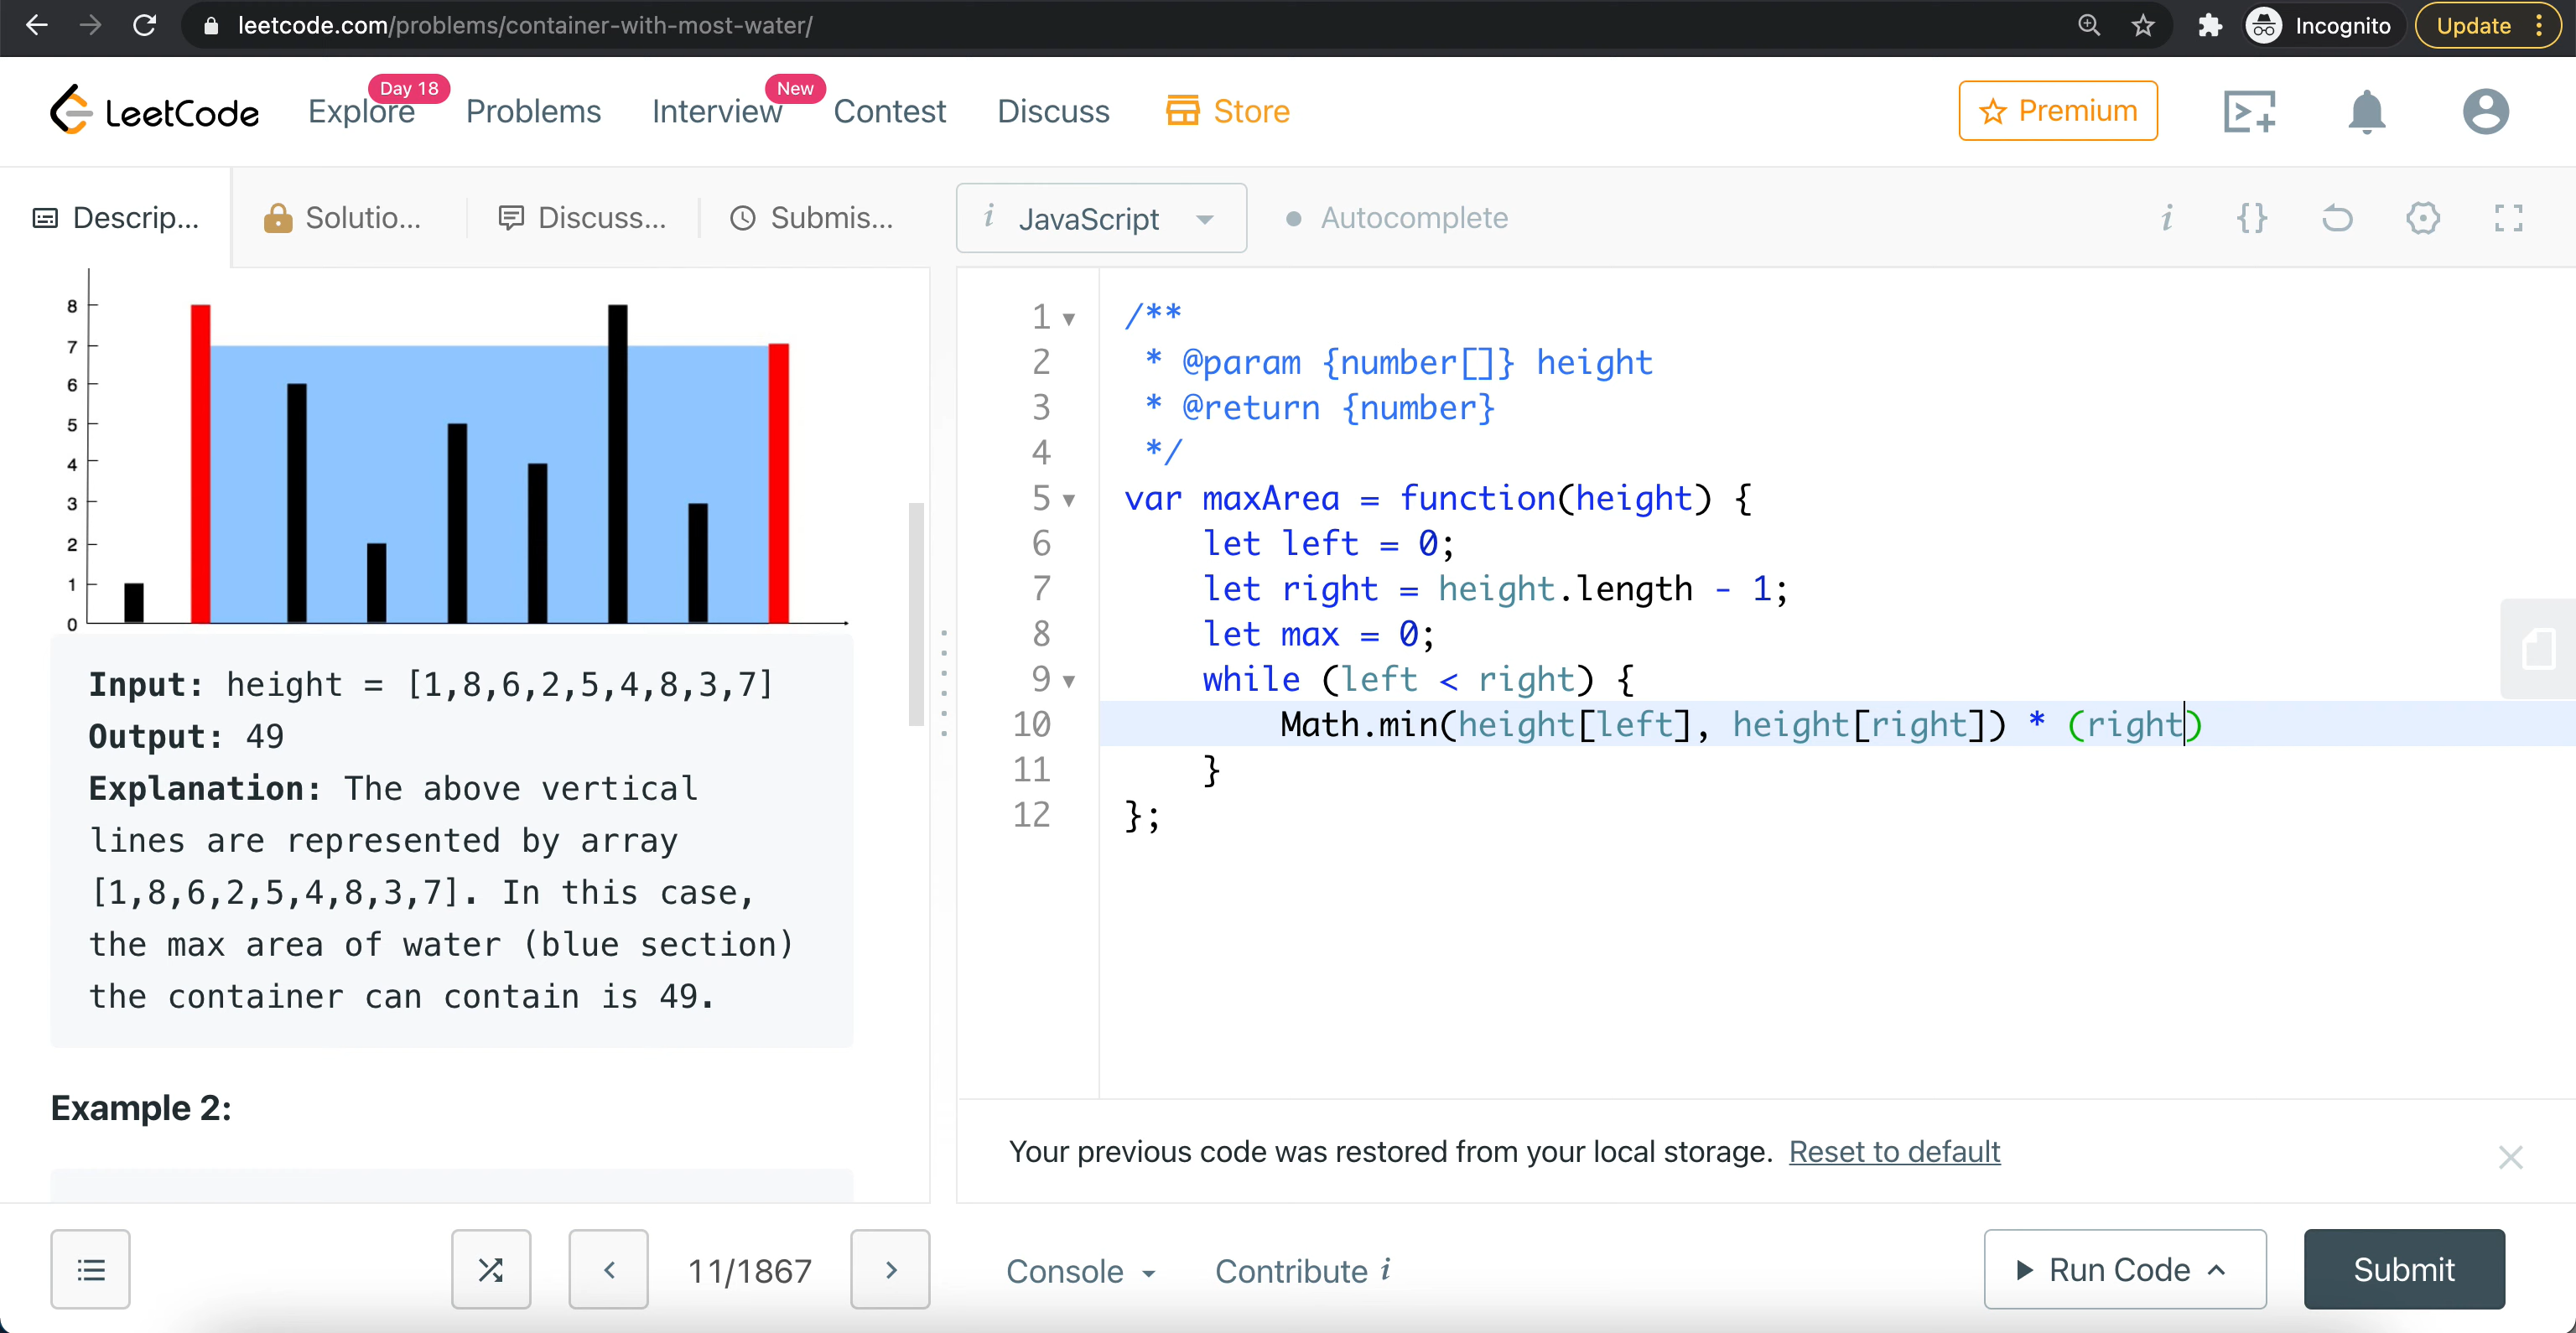 leetcode.com/problems/container-with-most-water/
Incognito
Update
LeetCode
Explore
Day 18
Problems
Interview
New
Contest
Discuss
Store
Premium
Descrip...
Solutio...
Discuss...
Submis...
i JavaScript
Autocomplete
i
{}
8
7
6
5
4
3
2
1
0
Input: height = [1,8,6,2,5,4,8,3,7]
Output: 49
Explanation: The above vertical
lines are represented by array
[1,8,6,2,5,4,8,3,7]. In this case,
the max area of water (blue section)
the container can contain is 49.
Example 2:
1 /**
2 * @param {number[]} height
3 * @return {number}
4 */
5 var maxArea = function(height) {
6 let left = 0;
7 let right = height.length - 1;
8 let max = 0;
9 while (left < right) {
10 Math.min(height[left], height[right]) * (right)
11 }
12 };
Your previous code was restored from your local storage. Reset to default
11/1867
Console
Contribute i
Run Code
Submit